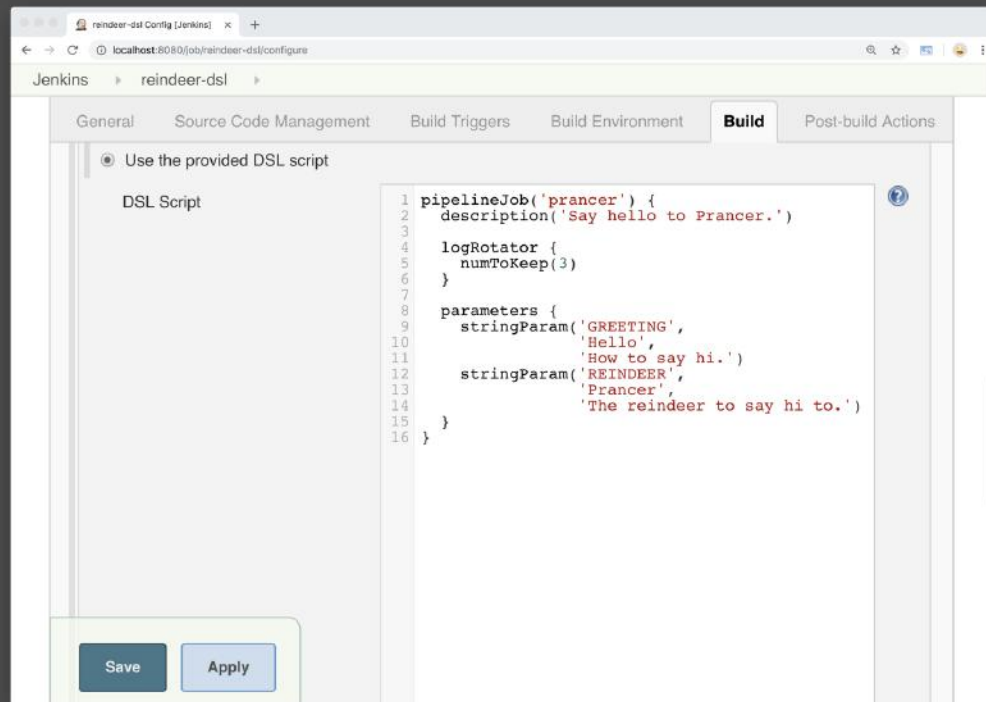 reindeer-dsl Config [Jenkins]
localhost:8080/job/reindeer-dsl/configure
Jenkins reindeer-dsl
General Source Code Management Build Triggers Build Environment Build Post-build Actions
Use the provided DSL script
DSL Script
1 pipelineJob('prancer') {
2 description('Say hello to Prancer.')
3
4 logRotator {
5 numToKeep(3)
6 }
7
8 parameters {
9 stringParam('GREETING',
10 'Hello',
11 'How to say hi.')
12 stringParam('REINDEER',
13 'Prancer',
14 'The reindeer to say hi to.')
15 }
16 }
Save Apply